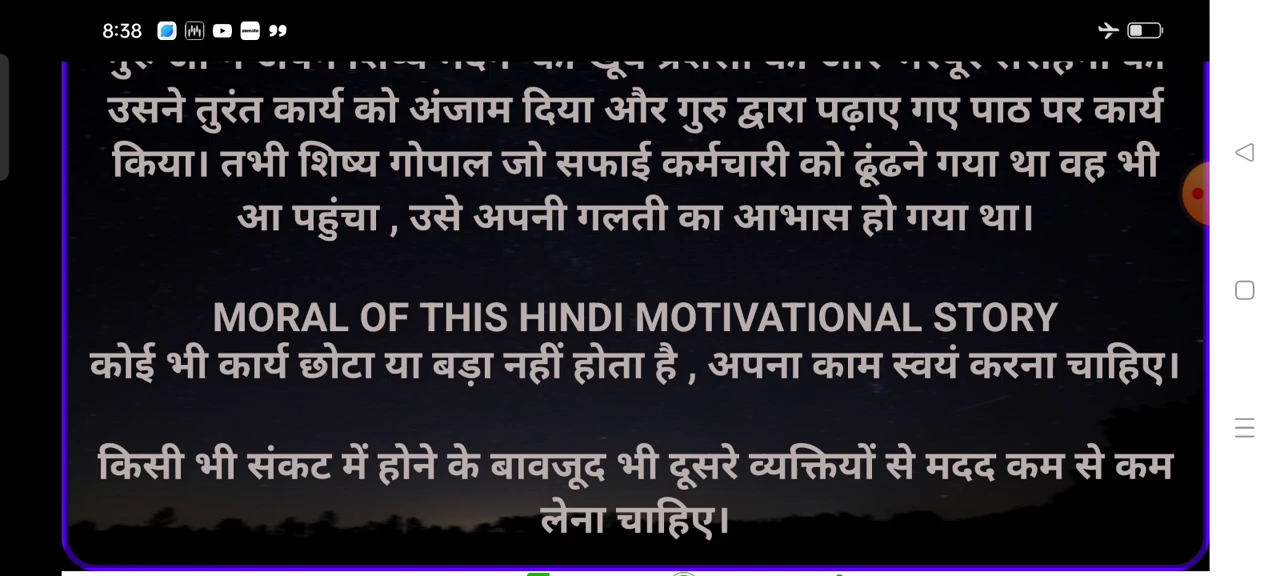 8:38
उसने तुरंत कार्य को अंजाम दिया और गुरु द्वारा पढ़ाए गए पाठ पर कार्य
किया। तभी शिष्य गोपाल जो सफाई कर्मचारी को ढूंढने गया था वह भी
आ पहुंचा , उसे अपनी गलती का आभास हो गया था।
MORAL OF THIS HINDI MOTIVATIONAL STORY
कोई भी कार्य छोटा या बड़ा नहीं होता है , अपना काम स्वयं करना चाहिए।
किसी भी संकट में होने के बावजूद भी दूसरे व्यक्तियों से मदद कम से कम
लेना चाहिए।